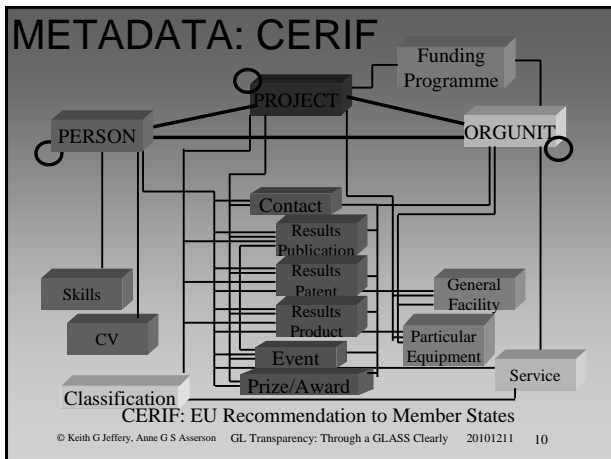 METADATA: CERIF
Funding
Programme
PROJECT
PERSON
ORGUNIT
Contact
Results
Publication
Results
Patent
Results
Product
General
Facility
Skills
CV
Particular
Equipment
Event
Service
Prize/Award
Classification
CERIF: EU Recommendation to Member States
© Keith G Jeffery, Anne G S Asserson GL Transparency: Through a GLASS Clearly 20101211 10